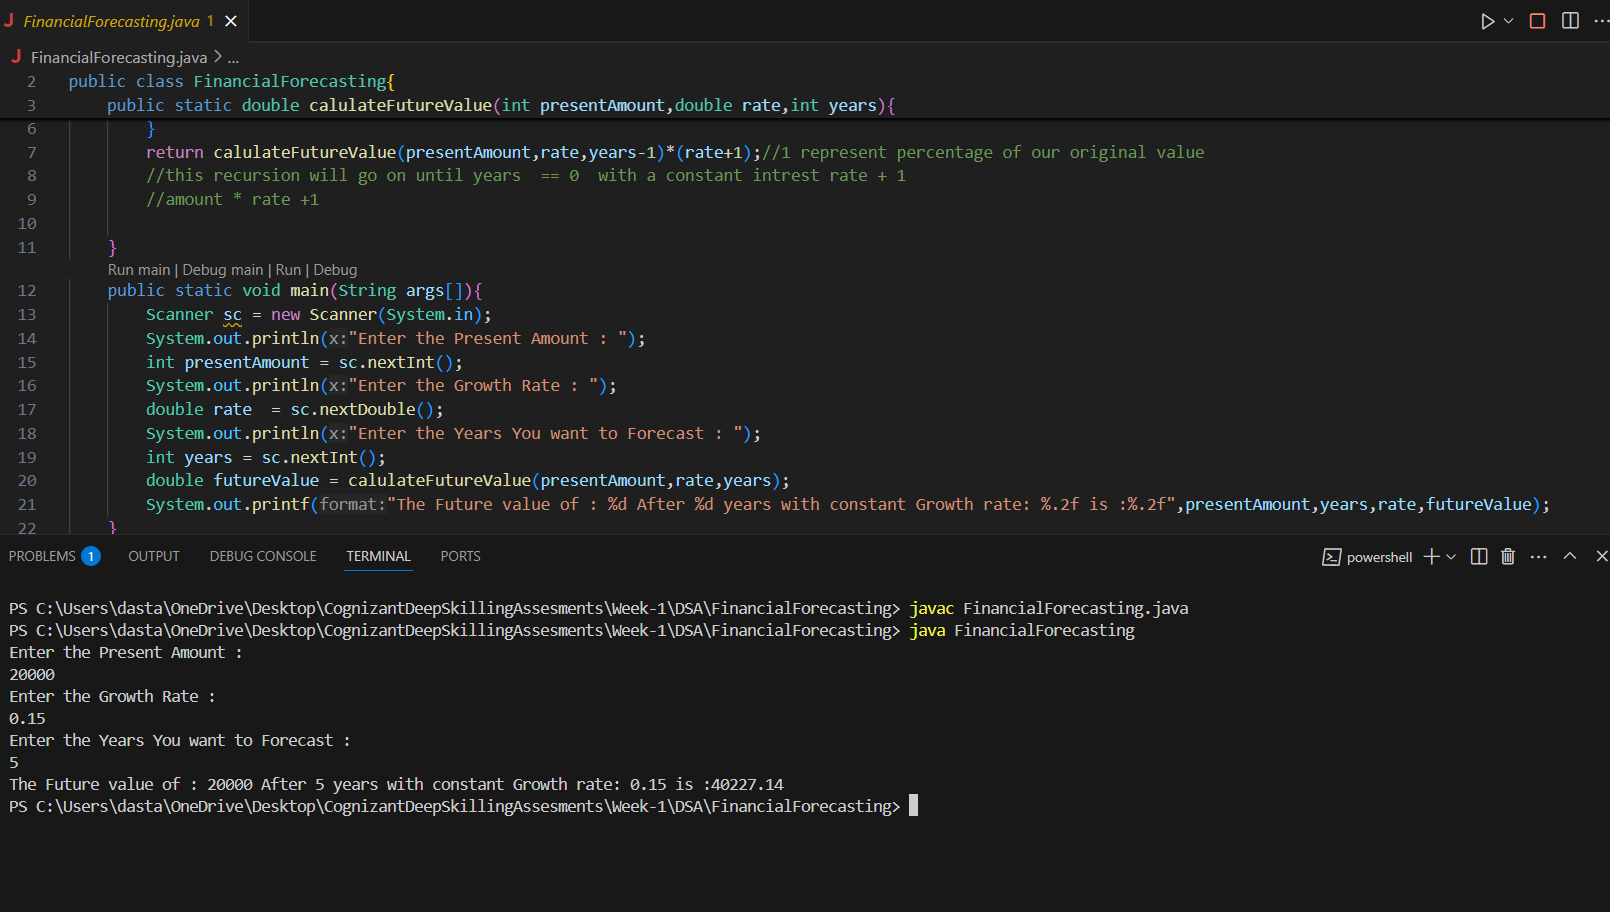 FinancialForecasting.java 1
FinancialForecasting.java > ...
2 public class FinancialForecasting{
3 public static double calulateFutureValue(int presentAmount,double rate,int years){
6 }
7 return calulateFutureValue(presentAmount,rate,years-1)*(rate+1);//1 represent percentage of our original value
8 //this recursion will go on until years  == 0  with a constant intrest rate + 1
9 //amount * rate +1
10
11 }
Run main | Debug main | Run | Debug
12 public static void main(String args[]){
13 Scanner sc = new Scanner(System.in);
14 System.out.println(x:"Enter the Present Amount : ");
15 int presentAmount = sc.nextInt();
16 System.out.println(x:"Enter the Growth Rate : ");
17 double rate  = sc.nextDouble();
18 System.out.println(x:"Enter the Years You want to Forecast : ");
19 int years = sc.nextInt();
20 double futureValue = calulateFutureValue(presentAmount,rate,years);
21 System.out.printf(format:"The Future value of : %d After %d years with constant Growth rate: %.2f is :%.2f",presentAmount,years,rate,futureValue);
22 }
PROBLEMS 1 OUTPUT DEBUG CONSOLE TERMINAL PORTS powershell
PS C:\Users\dasta\OneDrive\Desktop\CognizantDeepSkillingAssesments\Week-1\DSA\FinancialForecasting> javac FinancialForecasting.java
PS C:\Users\dasta\OneDrive\Desktop\CognizantDeepSkillingAssesments\Week-1\DSA\FinancialForecasting> java FinancialForecasting
Enter the Present Amount :
20000
Enter the Growth Rate :
0.15
Enter the Years You want to Forecast :
5
The Future value of : 20000 After 5 years with constant Growth rate: 0.15 is :40227.14
PS C:\Users\dasta\OneDrive\Desktop\CognizantDeepSkillingAssesments\Week-1\DSA\FinancialForecasting>